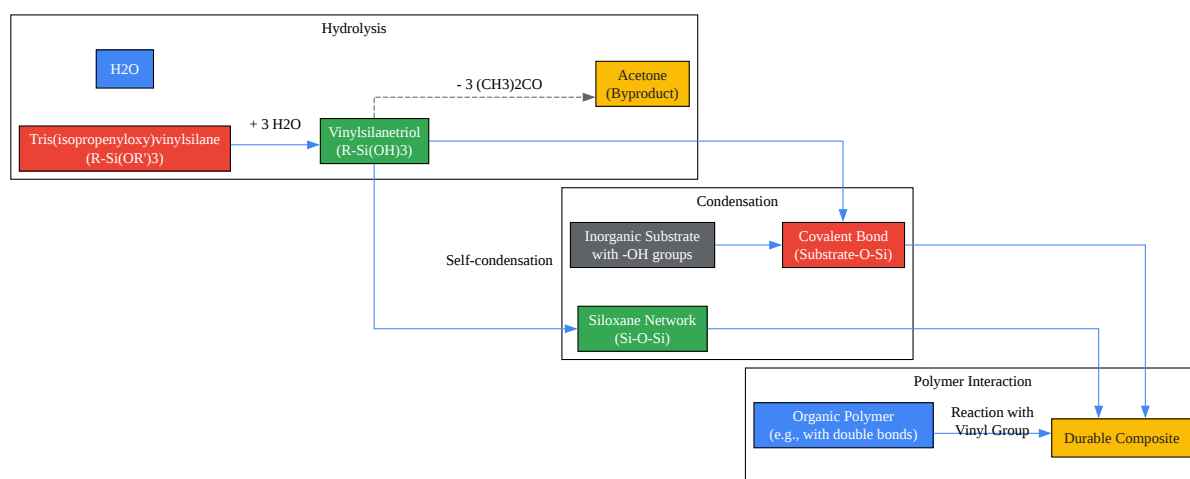 Hydrolysis
H2O
- 3 (CH3)2CO
Acetone
(Byproduct)
+ 3 H2O
Tris(isopropenyloxy)vinylsilane
(R-Si(OR')3)
Vinylsilanetriol
(R-Si(OH)3)
Condensation
Inorganic Substrate
with -OH groups
Covalent Bond
(Substrate-O-Si)
Self-condensation
Siloxane Network
(Si-O-Si)
Polymer Interaction
Organic Polymer
(e.g., with double bonds)
Reaction with
Vinyl Group
Durable Composite